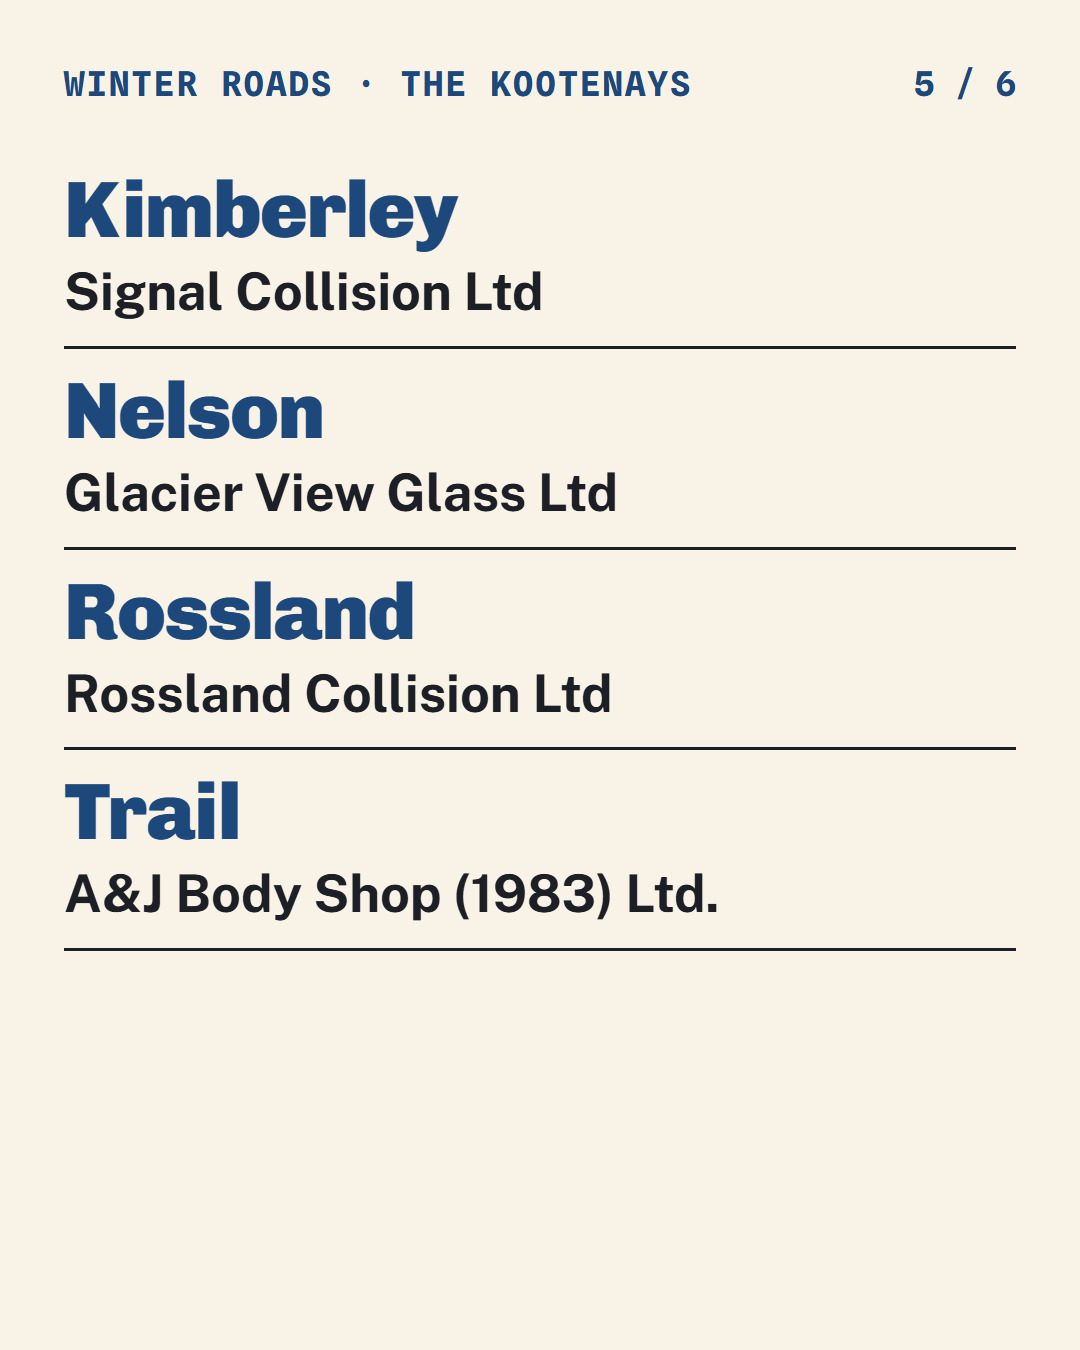 WINTER ROADS · THE KOOTENAYS 5 / 6
Kimberley
Signal Collision Ltd
Nelson
Glacier View Glass Ltd
Rossland
Rossland Collision Ltd
Trail
A&J Body Shop (1983) Ltd.